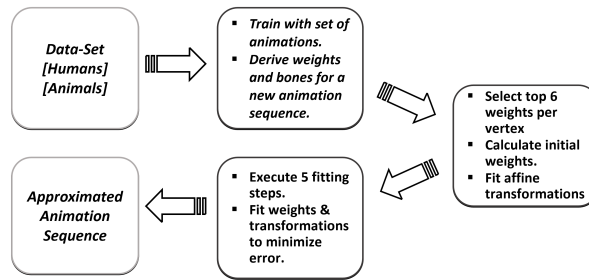 Data-Set
[Humans]
[Animals]
▪ Train with set of
animations.
▪ Derive weights
and bones for a
new animation
sequence.
▪ Select top 6
weights per
vertex
▪ Calculate initial
weights.
▪ Fit affine
transformations
▪ Execute 5 fitting
steps.
▪ Fit weights &
transformations
to minimize
error.
Approximated
Animation
Sequence